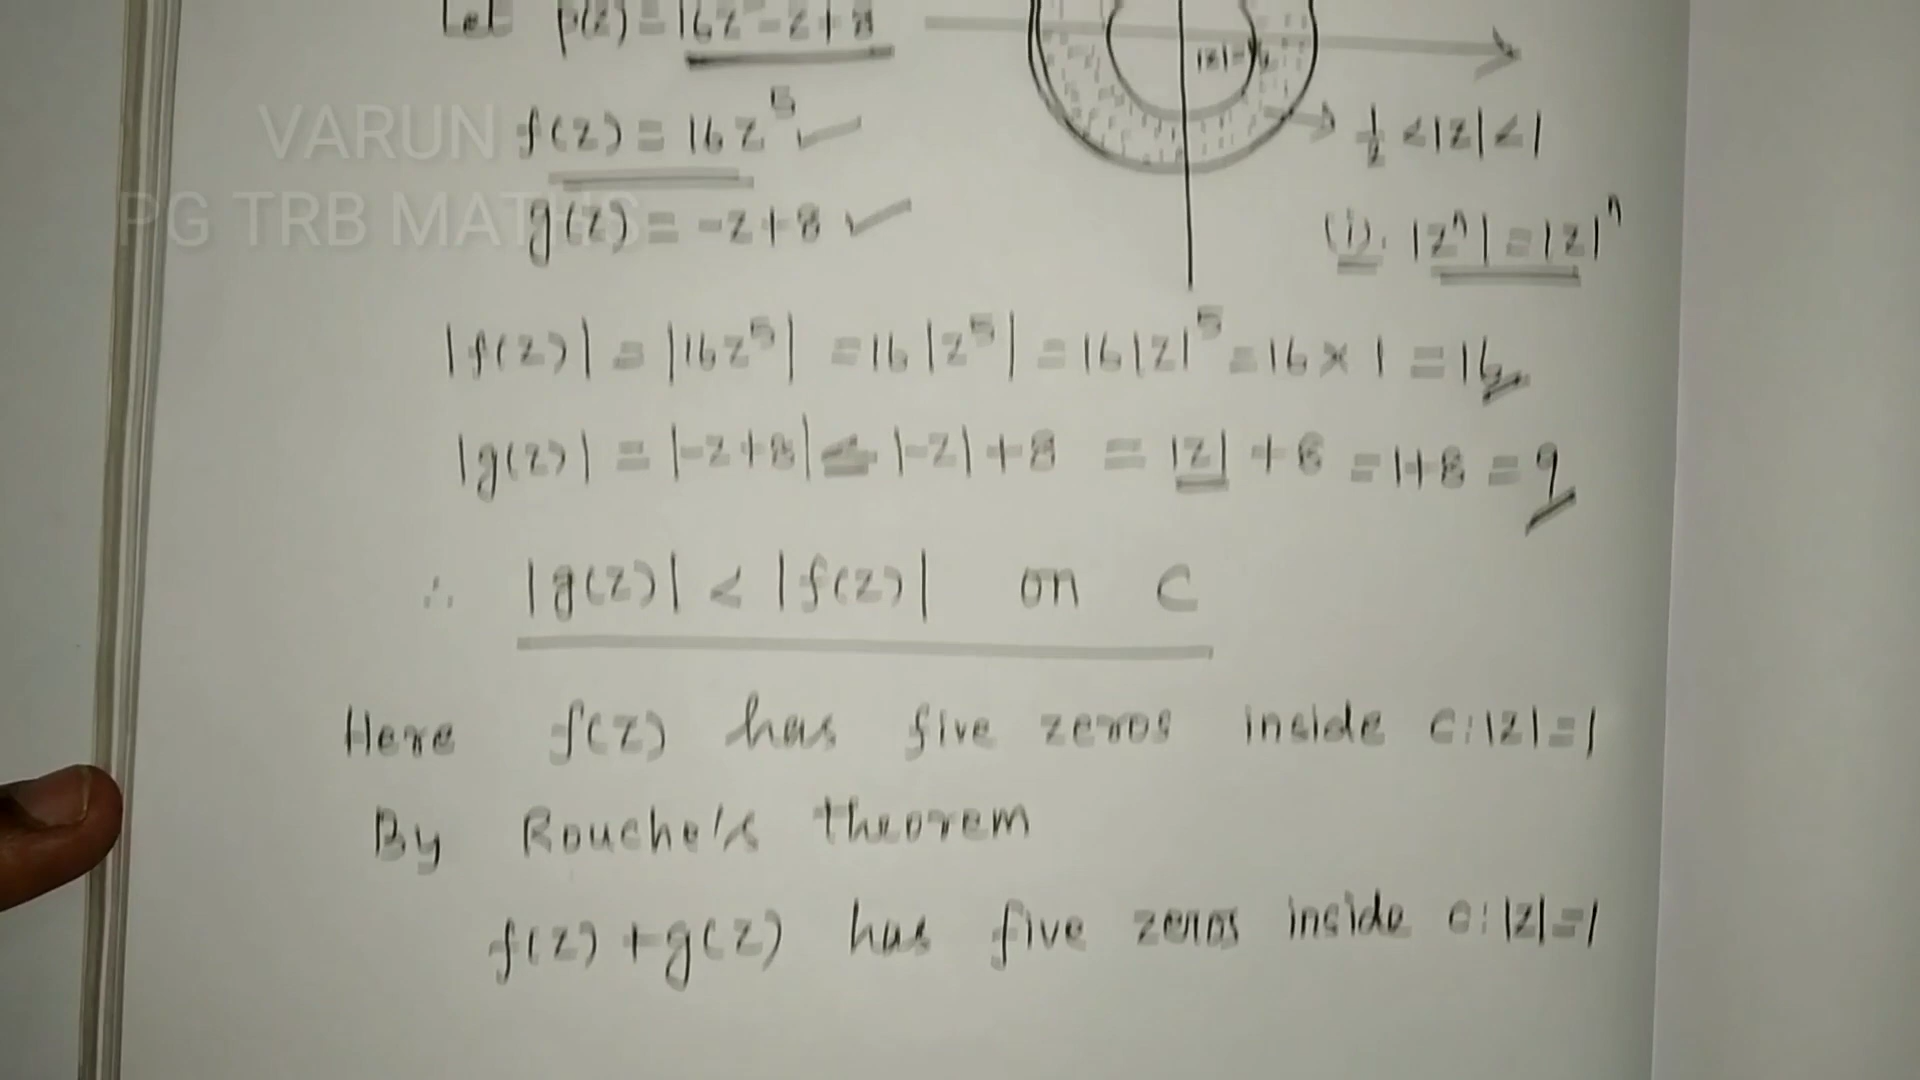 Let p(z) = 16z⁵ - z + 8
|z| = ½
VARUN
PG TRB MATHS
f(z) = 16z⁵
½ < |z| < 1
g(z) = -z + 8
(i). |zⁿ| = |z|ⁿ
|f(z)| = |16z⁵| = 16|z⁵| = 16|z|⁵ = 16 × 1 = 16
|g(z)| = |-z + 8| ≤ |-z| + 8 = |z| + 8 = 1+8 = 9
∴ |g(z)| < |f(z)| on C
Here f(z) has five zeros inside C: |z| = 1
By Rouche's theorem
f(z) + g(z) has five zeros inside C: |z| = 1